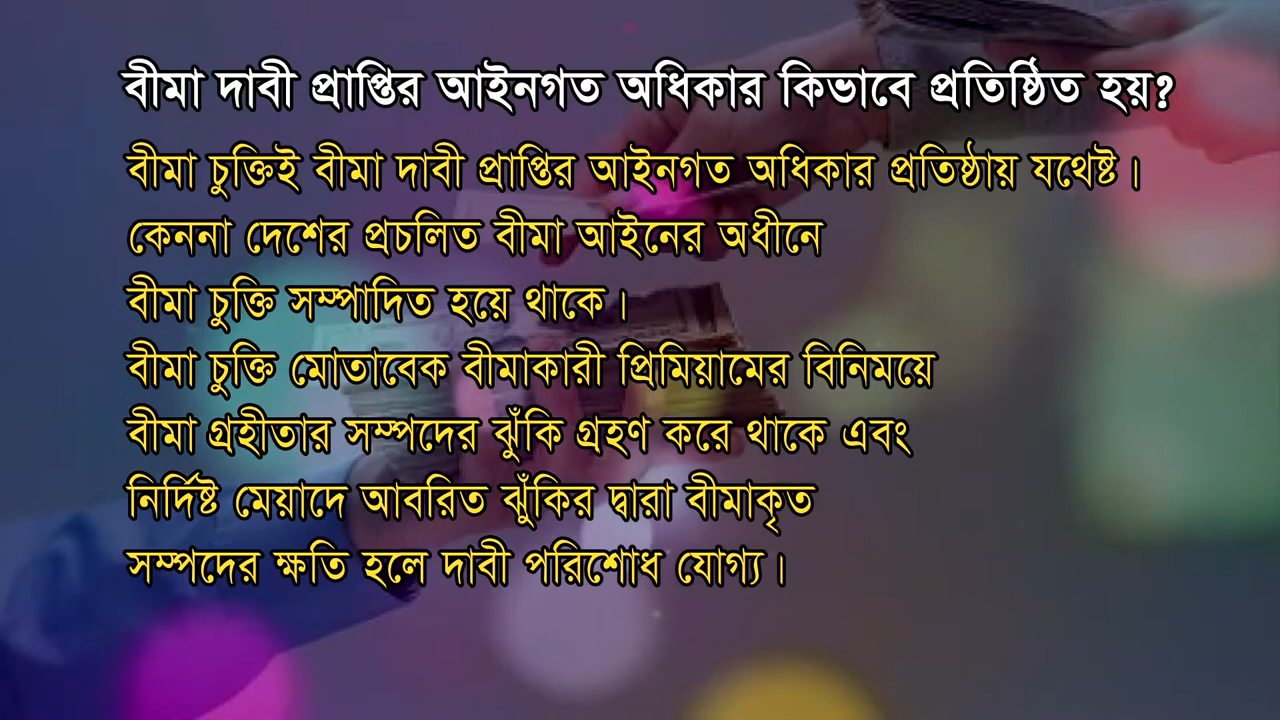 বীমা দাবী প্রাপ্তির আইনগত অধিকার কিভাবে প্রতিষ্ঠিত হয়?
বীমা চুক্তিই বীমা দাবী প্রাপ্তির আইনগত অধিকার প্রতিষ্ঠায় যথেষ্ট।
কেননা দেশের প্রচলিত বীমা আইনের অধীনে
বীমা চুক্তি সম্পাদিত হয়ে থাকে।
বীমা চুক্তি মোতাবেক বীমাকারী প্রিমিয়ামের বিনিময়ে
বীমা গ্রহীতার সম্পদের ঝুঁকি গ্রহণ করে থাকে এবং
নির্দিষ্ট মেয়াদে আবরিত ঝুঁকির দ্বারা বীমাকৃত
সম্পদের ক্ষতি হলে দাবী পরিশোধ যোগ্য।